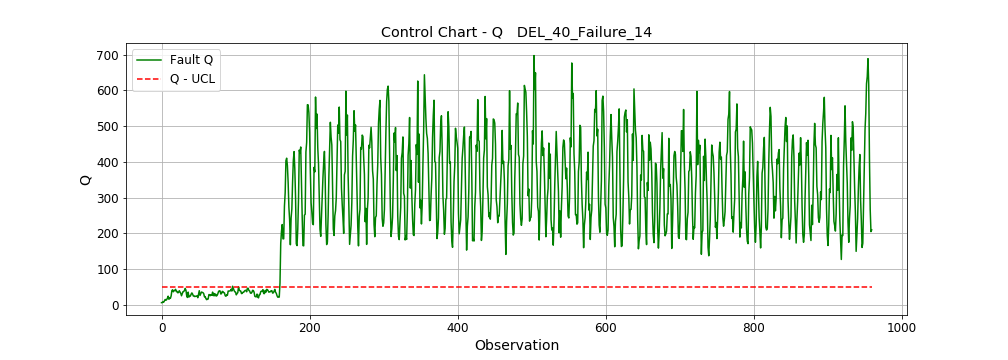 Control Chart - Q   DEL_40_Failure_14
Fault Q
Q - UCL
700
600
500
400
300
200
100
0
Q
0 200 400 600 800 1000
Observation